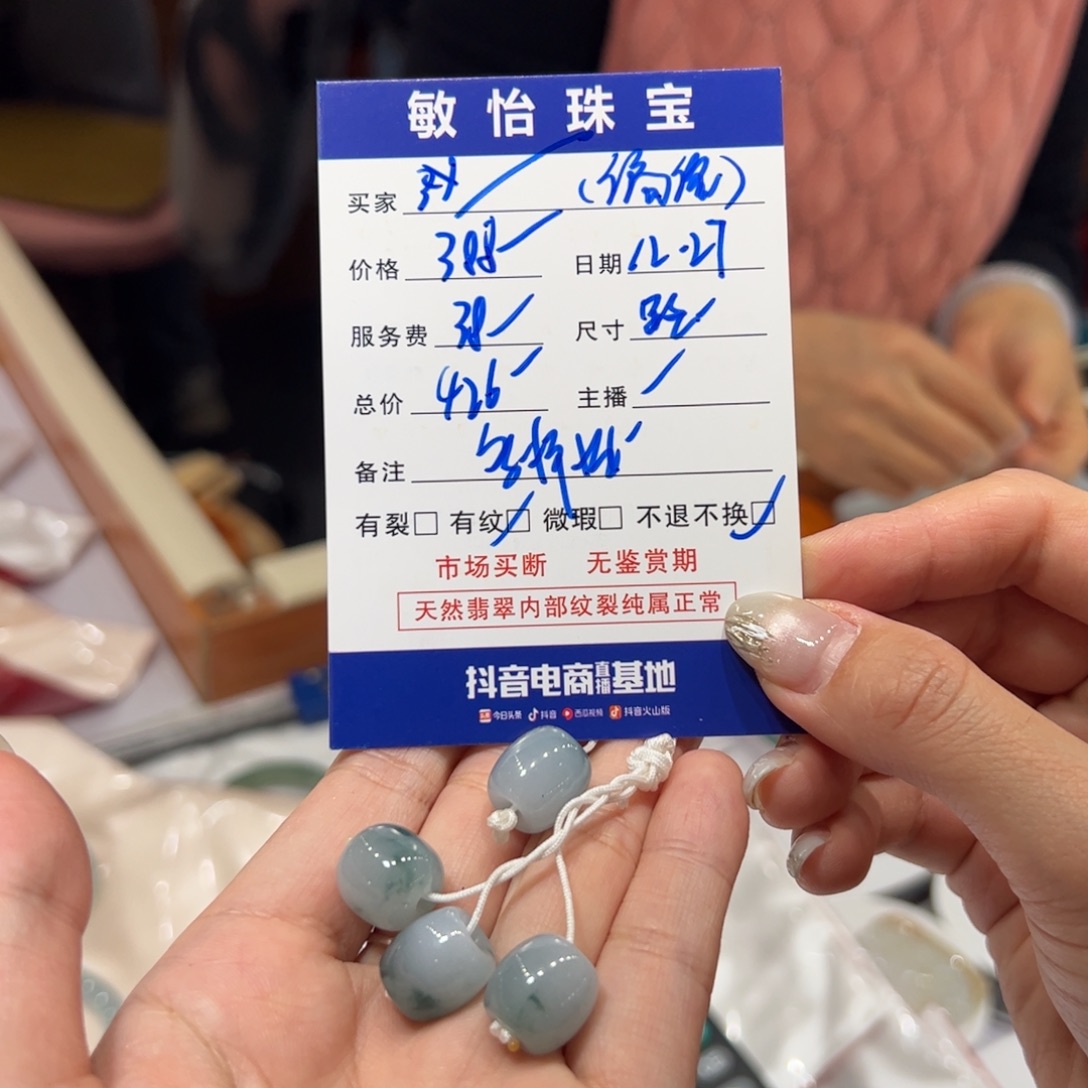 敏怡珠宝
买家
价格 388 日期 12.27
服务费 38 尺寸
总价 426 主播
备注
有裂□ 有纹☑ 微瑕□ 不退不换☑
市场买断 无鉴赏期
天然翡翠内部纹裂纯属正常
抖音电商直播基地
今日头条 抖音 西瓜视频 抖音火山版